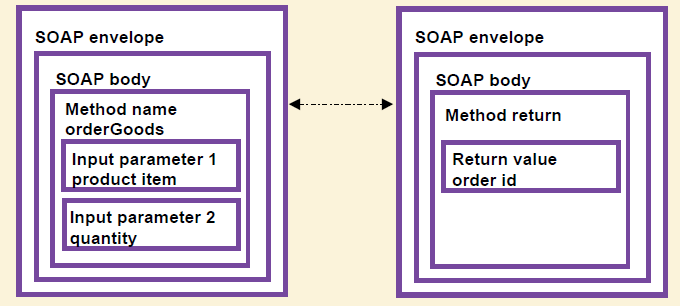 SOAP envelope
SOAP body
Method name
orderGoods
Input parameter 1
product item
Input parameter 2
quantity
SOAP envelope
SOAP body
Method return
Return value
order id